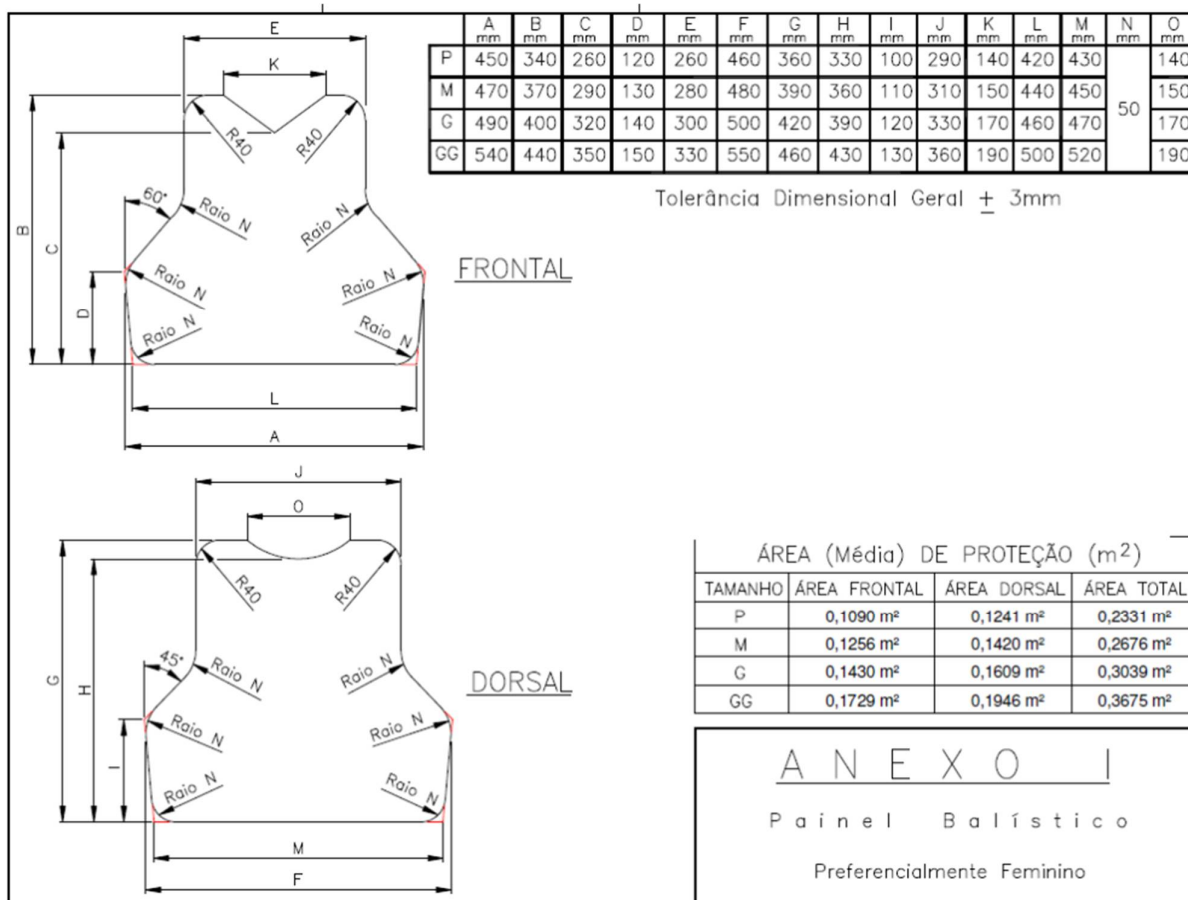 A B C D E F G H I J K L M N O
mm mm mm mm mm mm mm mm mm mm mm mm mm mm mm
P 450 340 260 120 260 460 360 330 100 290 140 420 430 140
M 470 370 290 130 280 480 390 360 110 310 150 440 450 150
50
G 490 400 320 140 300 500 420 390 120 330 170 460 470 170
GG 540 440 350 150 330 550 460 430 130 360 190 500 520 190
Tolerância Dimensional Geral ± 3mm
E
K
R40 R40
60°
Raio N Raio N
B
C
FRONTAL
Raio N Raio N
D
Raio N Raio N
L
A
J
O
R40 R40
45°
Raio N Raio N
G
H
DORSAL
Raio N Raio N
I
Raio N Raio N
M
F
ÁREA (Média) DE PROTEÇÃO (m²)
TAMANHO ÁREA FRONTAL ÁREA DORSAL ÁREA TOTAL
P 0,1090 m² 0,1241 m² 0,2331 m²
M 0,1256 m² 0,1420 m² 0,2676 m²
G 0,1430 m² 0,1609 m² 0,3039 m²
GG 0,1729 m² 0,1946 m² 0,3675 m²
ANEXO I
Painel Balístico
Preferencialmente Feminino